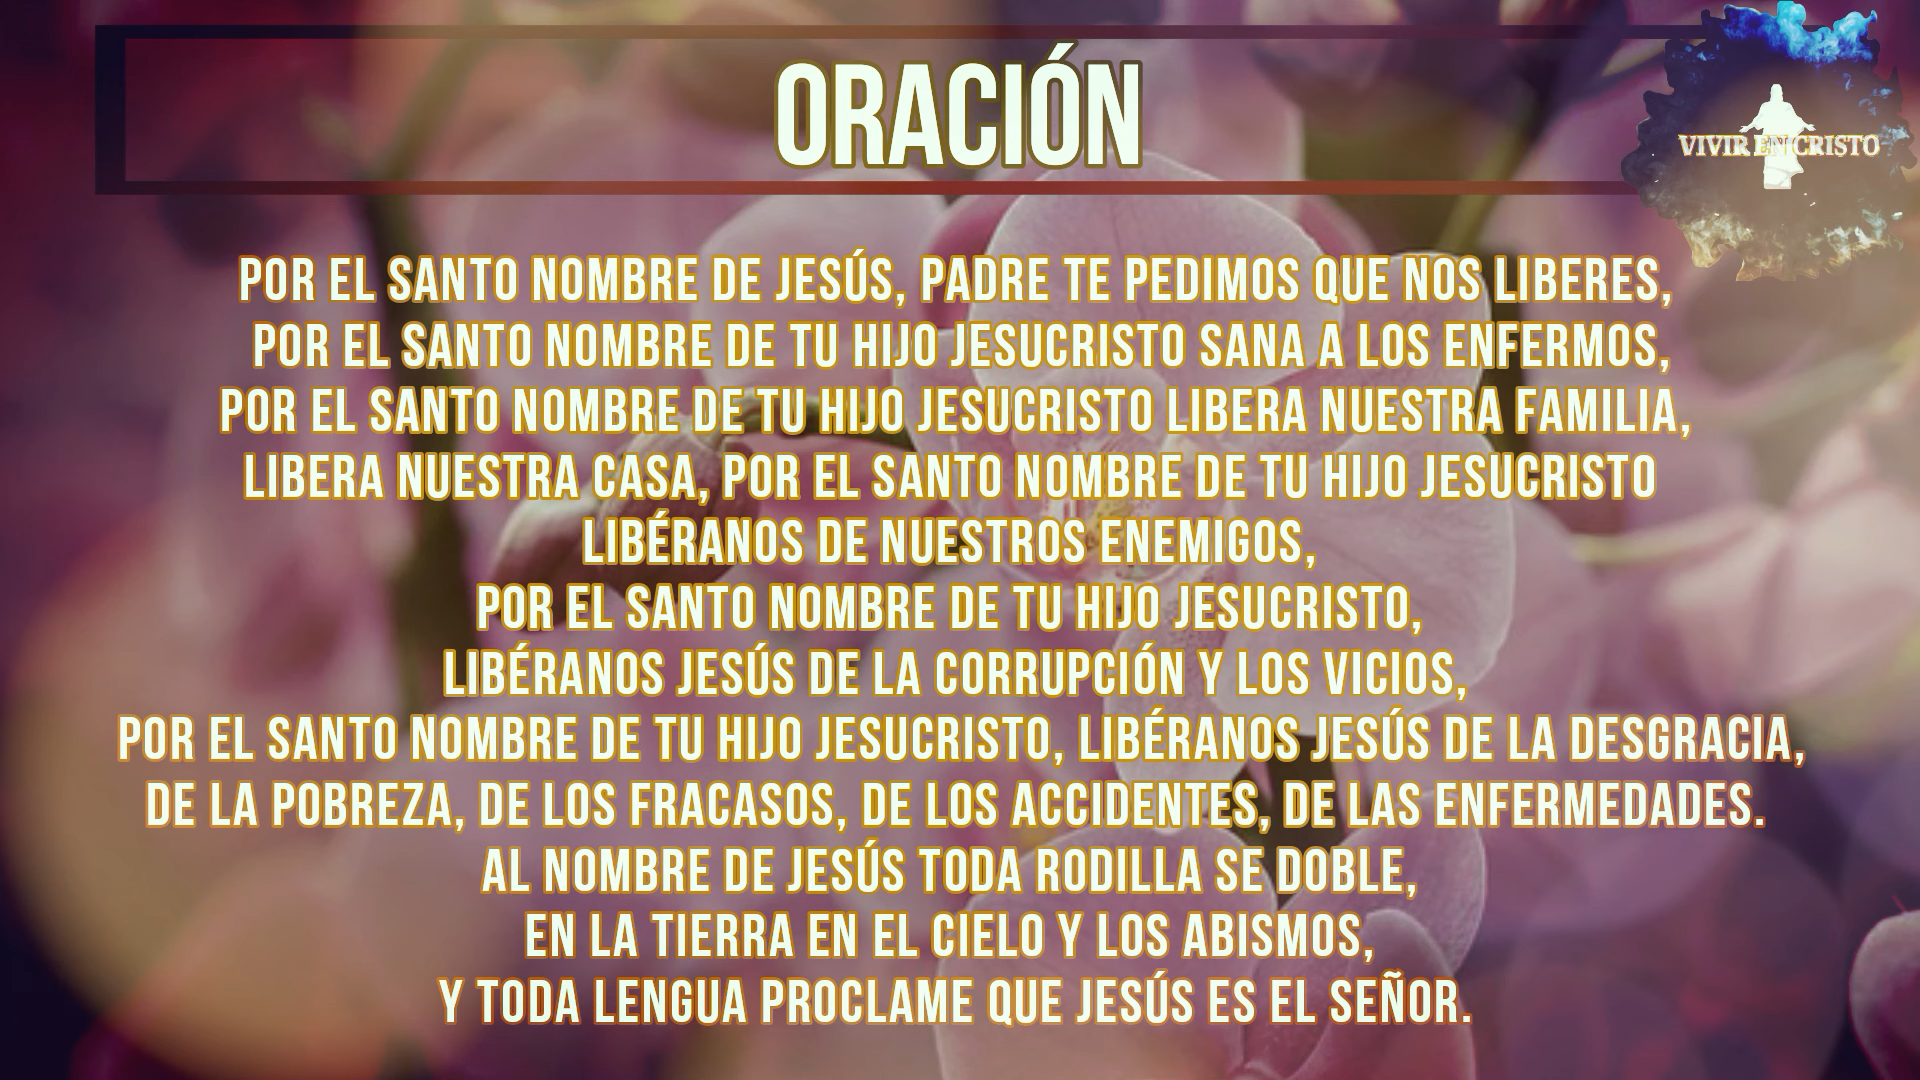 ORACIÓN
VIVIR EN CRISTO
POR EL SANTO NOMBRE DE JESÚS, PADRE TE PEDIMOS QUE NOS LIBERES,
POR EL SANTO NOMBRE DE TU HIJO JESUCRISTO SANA A LOS ENFERMOS,
POR EL SANTO NOMBRE DE TU HIJO JESUCRISTO LIBERA NUESTRA FAMILIA,
LIBERA NUESTRA CASA, POR EL SANTO NOMBRE DE TU HIJO JESUCRISTO
LIBÉRANOS DE NUESTROS ENEMIGOS,
POR EL SANTO NOMBRE DE TU HIJO JESUCRISTO,
LIBÉRANOS JESÚS DE LA CORRUPCIÓN Y LOS VICIOS,
POR EL SANTO NOMBRE DE TU HIJO JESUCRISTO, LIBÉRANOS JESÚS DE LA DESGRACIA,
DE LA POBREZA, DE LOS FRACASOS, DE LOS ACCIDENTES, DE LAS ENFERMEDADES.
AL NOMBRE DE JESÚS TODA RODILLA SE DOBLE,
EN LA TIERRA EN EL CIELO Y LOS ABISMOS,
Y TODA LENGUA PROCLAME QUE JESÚS ES EL SEÑOR.